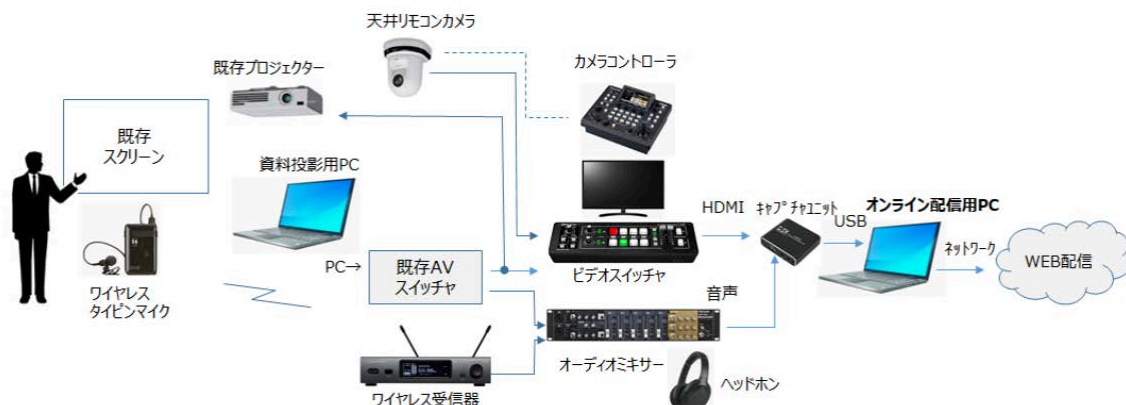 天井リモコンカメラ
既存プロジェクター
カメラコントローラ
既存
スクリーン
資料投影用PC
HDMI
キャプチャユニット
USB
オンライン配信用PC
ネットワーク
WEB配信
PC→
既存AV
スイッチャ
ビデオスイッチャ
ワイヤレス
タイピンマイク
音声
オーディオミキサー
ヘッドホン
ワイヤレス受信器